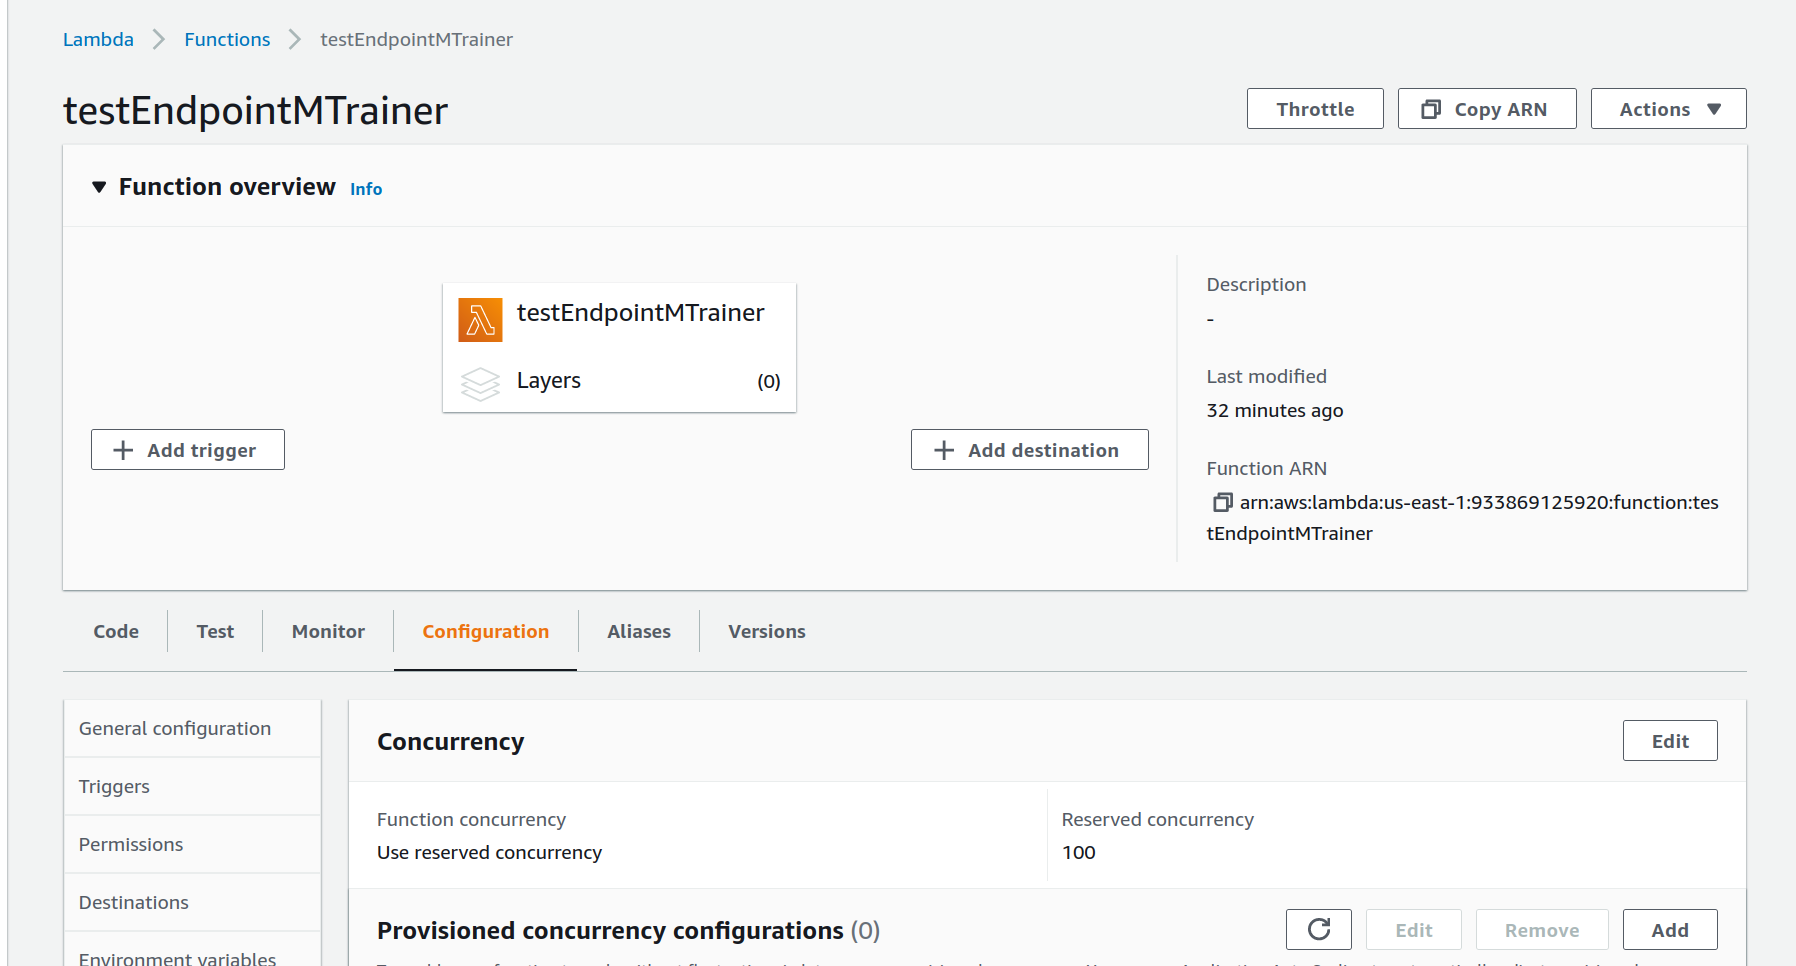 Lambda Functions testEndpointMTrainer
testEndpointMTrainer
Throttle Copy ARN Actions
Function overview Info
testEndpointMTrainer
Layers (0)
Add trigger
Add destination
Description
-
Last modified
32 minutes ago
Function ARN
arn:aws:lambda:us-east-1:933869125920:function:tes
tEndpointMTrainer
Code Test Monitor Configuration Aliases Versions
General configuration
Triggers
Permissions
Destinations
Environment variables
Concurrency Edit
Function concurrency
Use reserved concurrency
Reserved concurrency
100
Provisioned concurrency configurations (0) Edit Remove Add